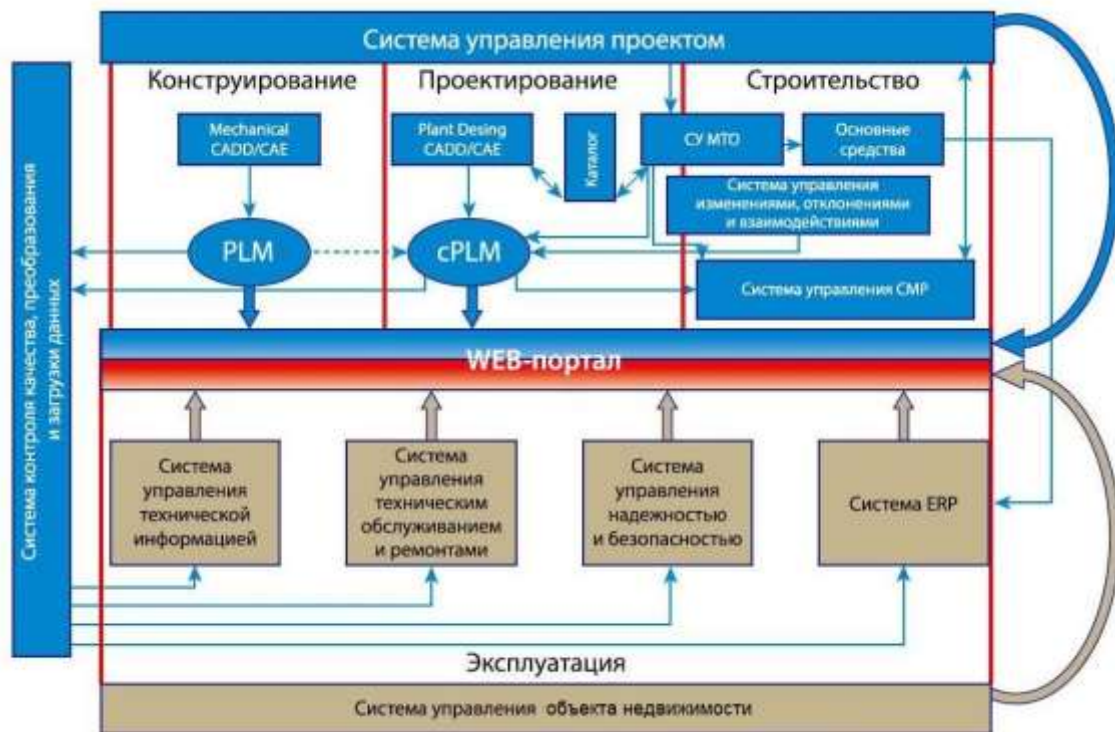 Система управления проектом
Конструирование
Проектирование
Строительство
Mechanical
CADD/CAE
Plant Desing
CADD/CAE
Каталог
СУ МТО
Основные
средства
Система управления
изменениями, отклонениями
и взаимодействиями
PLM
cPLM
Система управления СМР
Система контроля качества, преобразования
и загрузки данных
WEB-портал
Система
управления
технической
информацией
Система
управления
техническим
обслуживанием
и ремонтами
Система
управления
надежностью
и безопасностью
Система ERP
Эксплуатация
Система управления объекта недвижимости